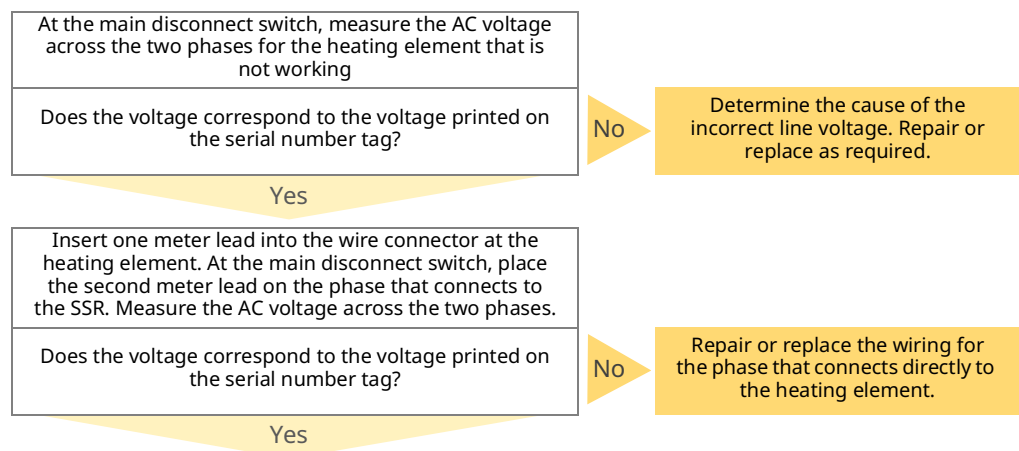 At the main disconnect switch, measure the AC voltage
across the two phases for the heating element that is
not working
Does the voltage correspond to the voltage printed on
the serial number tag?
No
Determine the cause of the
incorrect line voltage. Repair or
replace as required.
Yes
Insert one meter lead into the wire connector at the
heating element. At the main disconnect switch, place
the second meter lead on the phase that connects to
the SSR. Measure the AC voltage across the two phases.
Does the voltage correspond to the voltage printed on
the serial number tag?
No
Repair or replace the wiring for
the phase that connects directly to
the heating element.
Yes